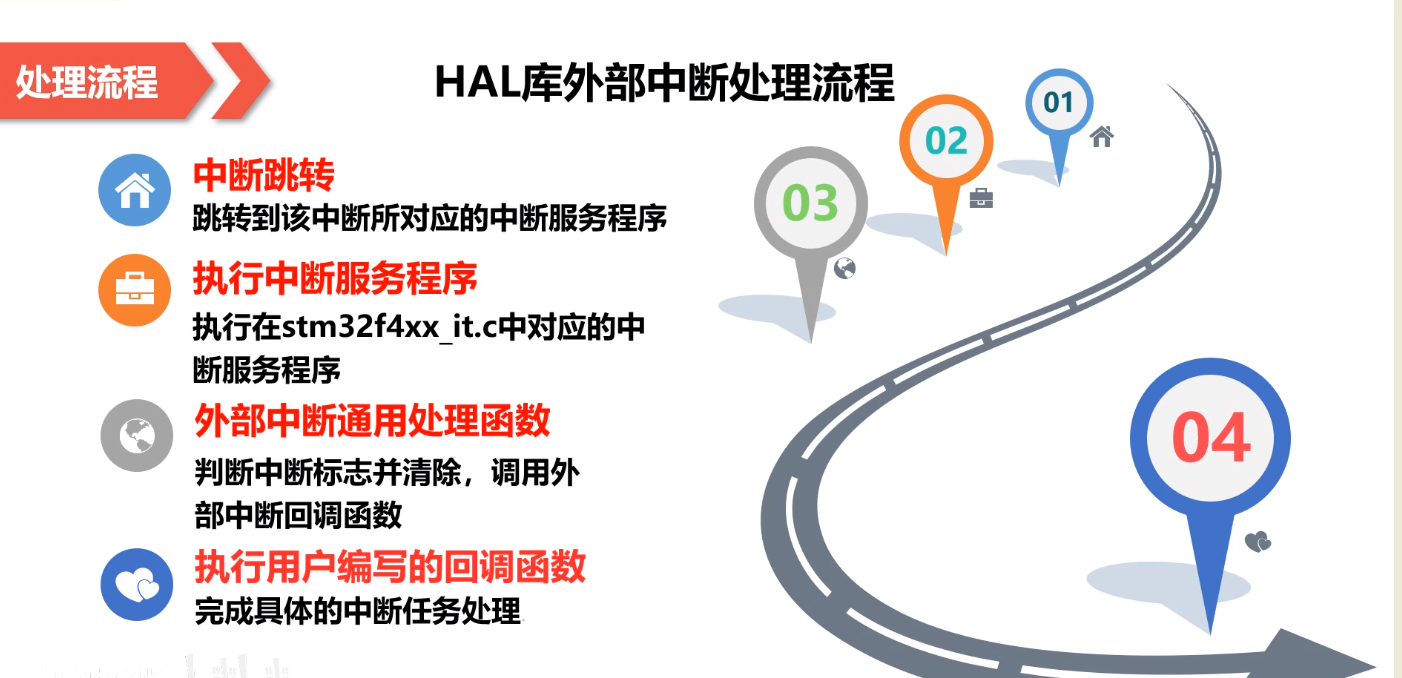 处理流程
HAL库外部中断处理流程
01
02
03
中断跳转
跳转到该中断所对应的中断服务程序
执行中断服务程序
执行在stm32f4xx_it.c中对应的中
断服务程序
外部中断通用处理函数
判断中断标志并清除，调用外
部中断回调函数
04
执行用户编写的回调函数
完成具体的中断任务处理